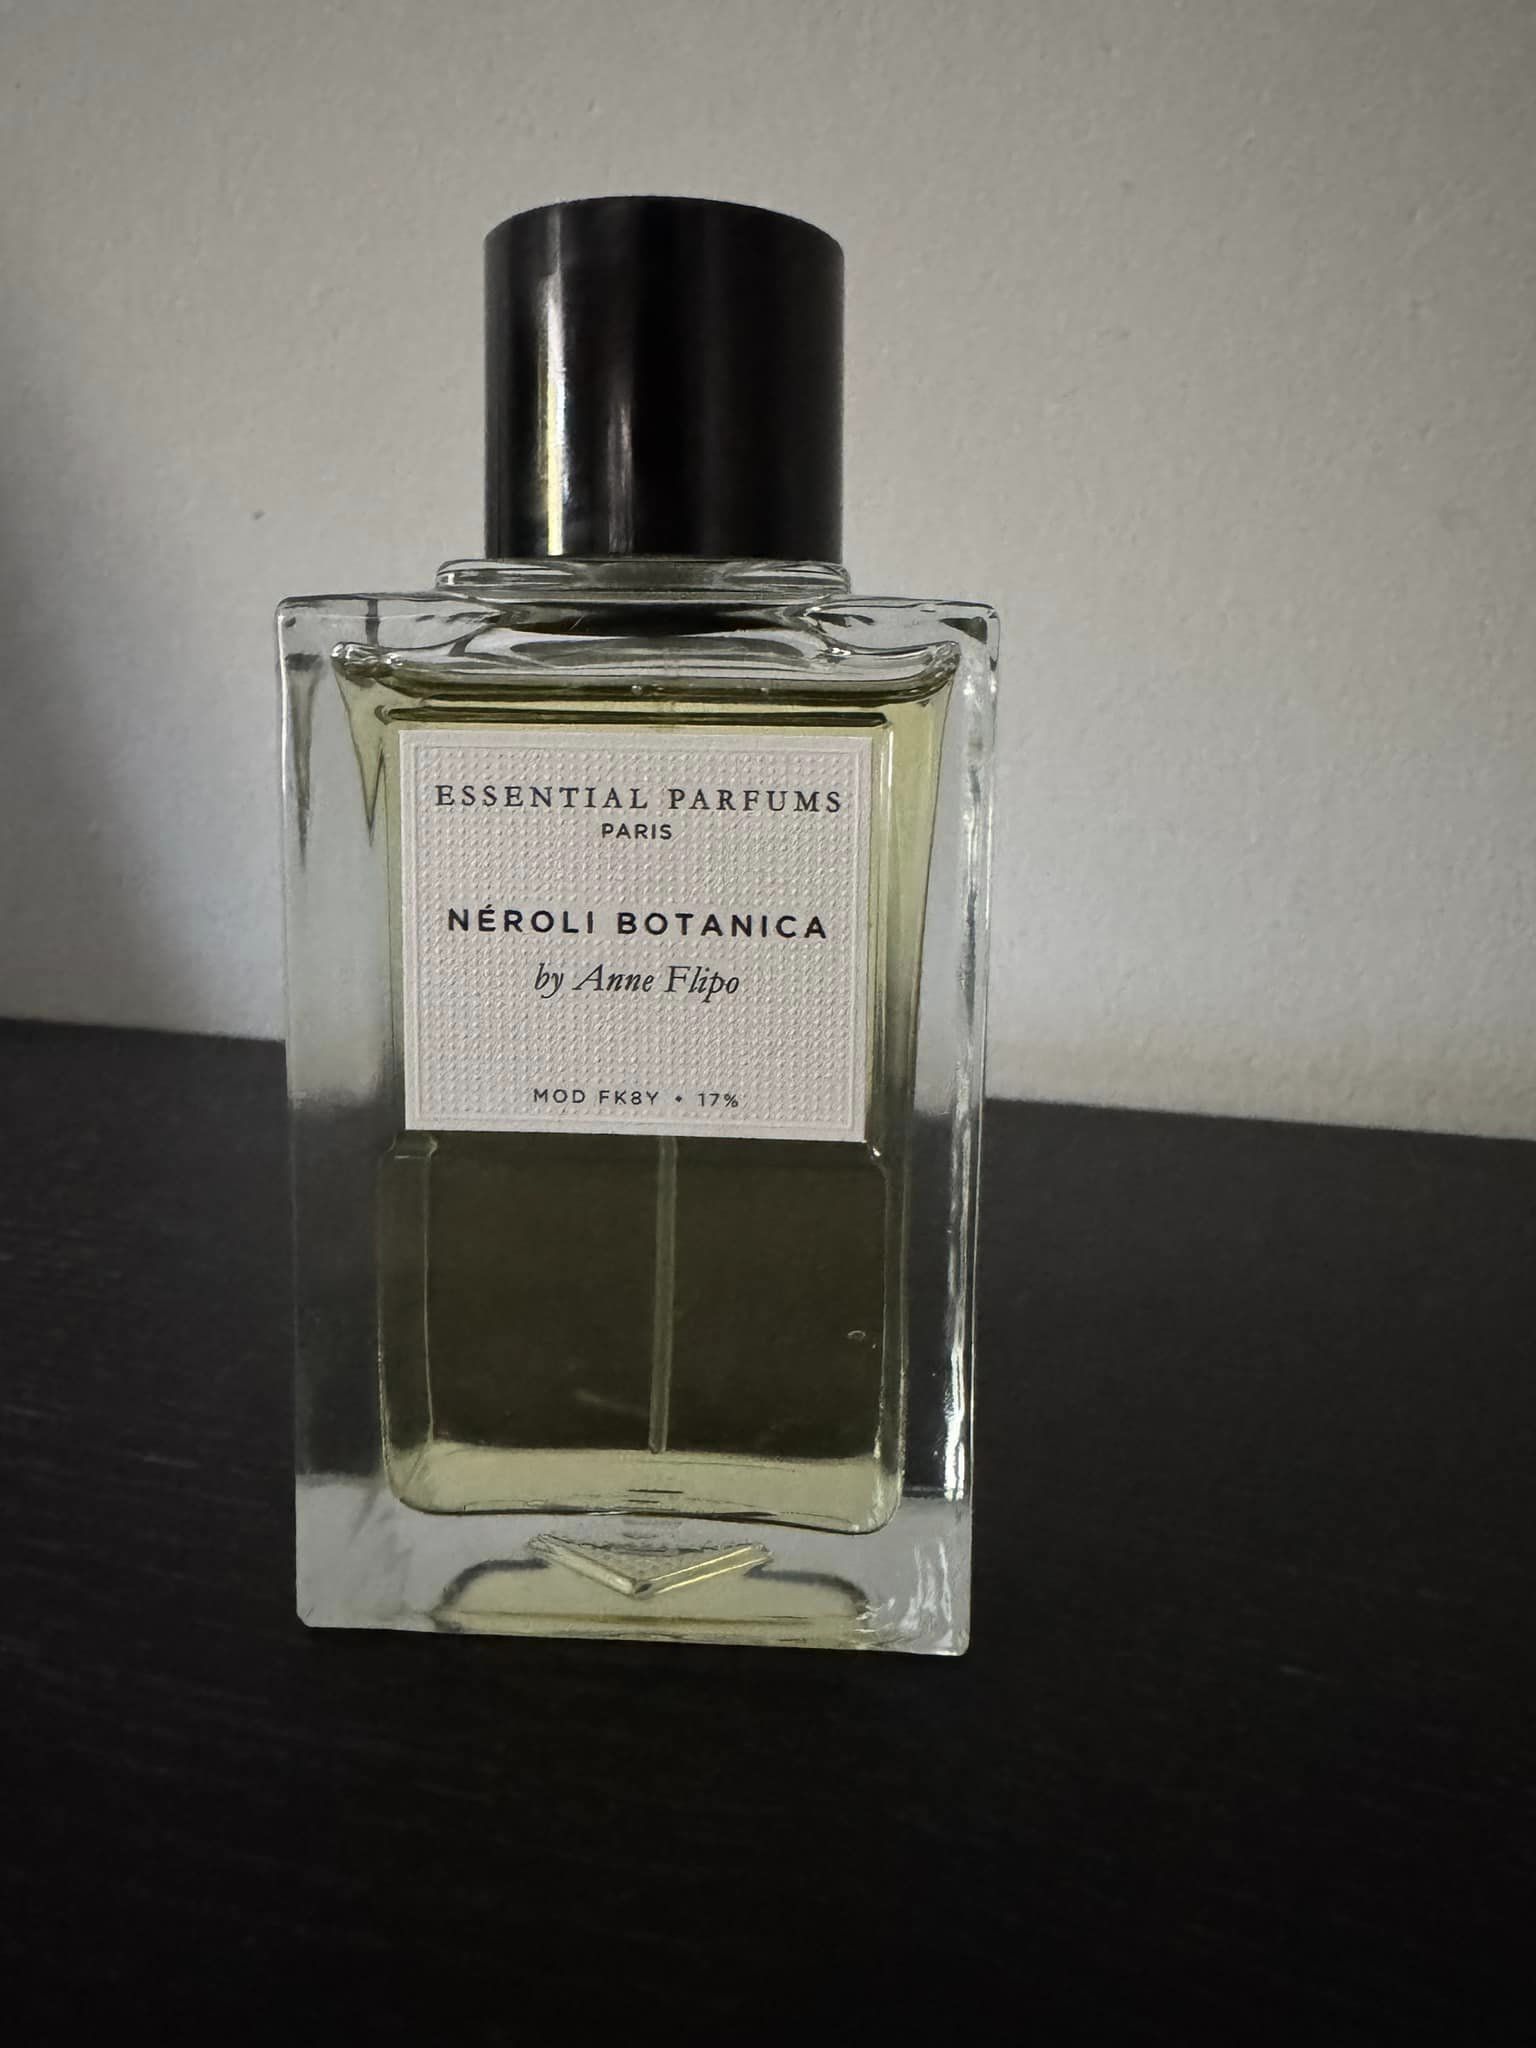 ESSENTIAL PARFUMS
PARIS
NÉROLI BOTANICA
by Anne Flipo
MOD FK8Y • 17%